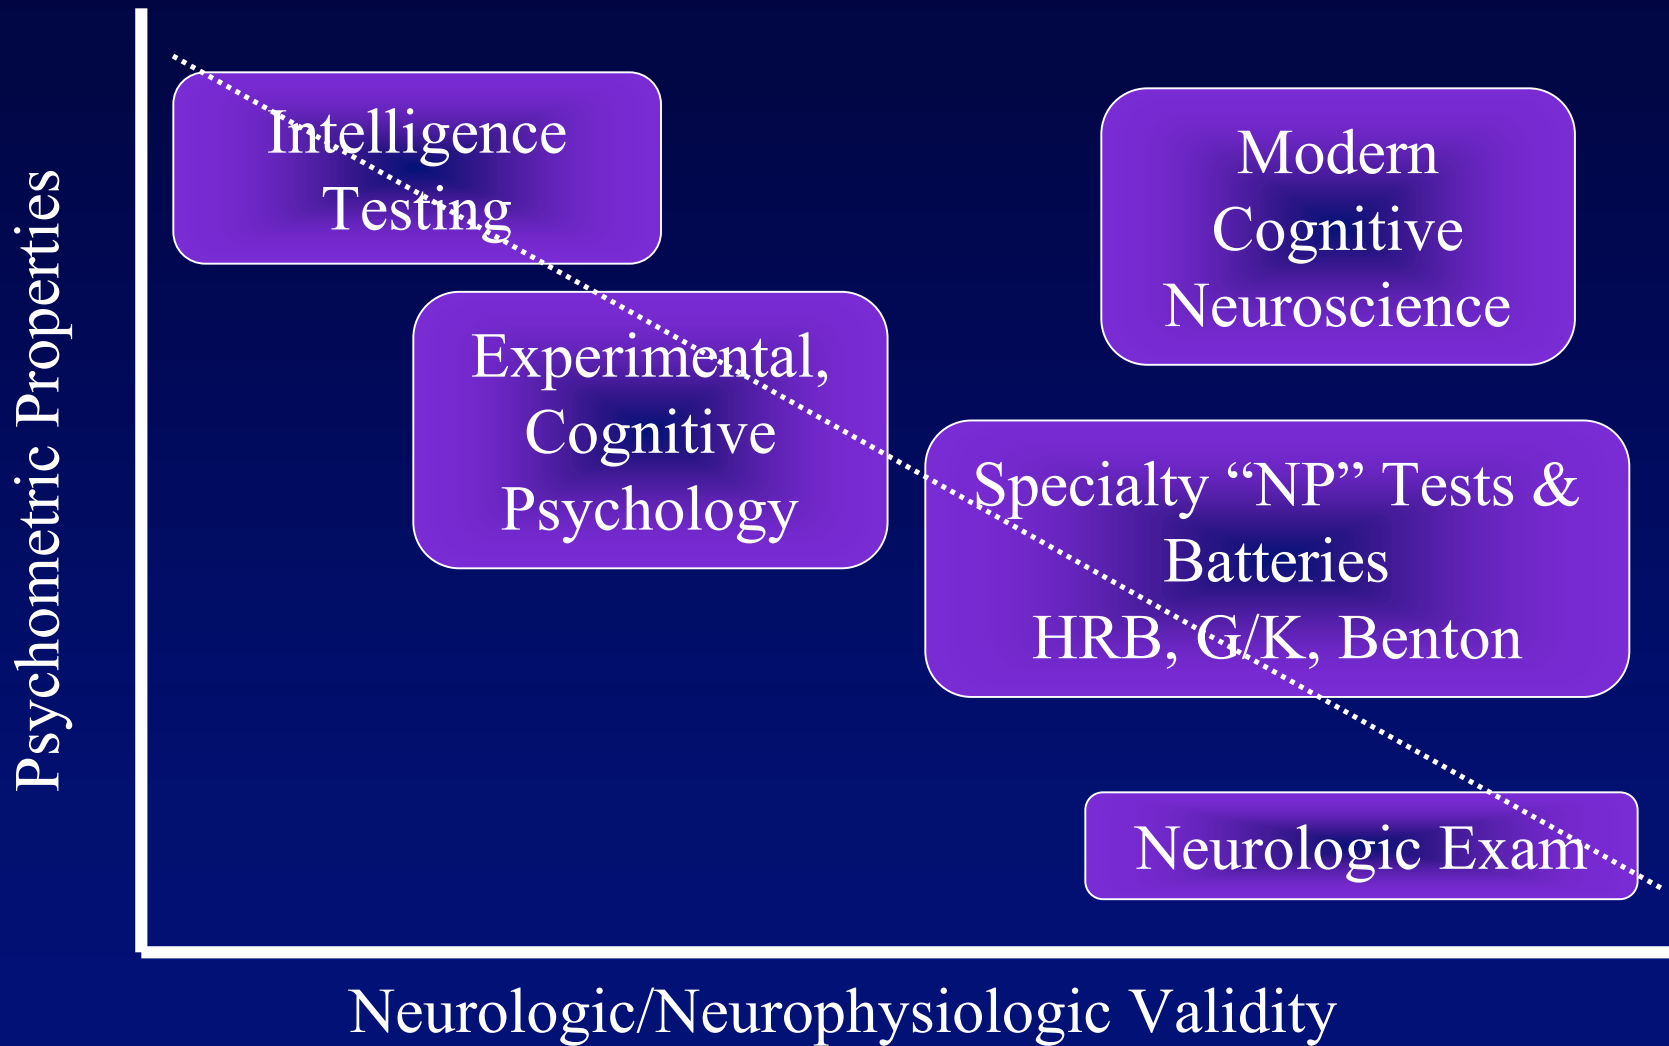 Psychometric Properties
Intelligence
Testing
Modern
Cognitive
Neuroscience
Experimental,
Cognitive
Psychology
Specialty “NP” Tests &
Batteries
HRB, G/K, Benton
Neurologic Exam
Neurologic/Neurophysiologic Validity